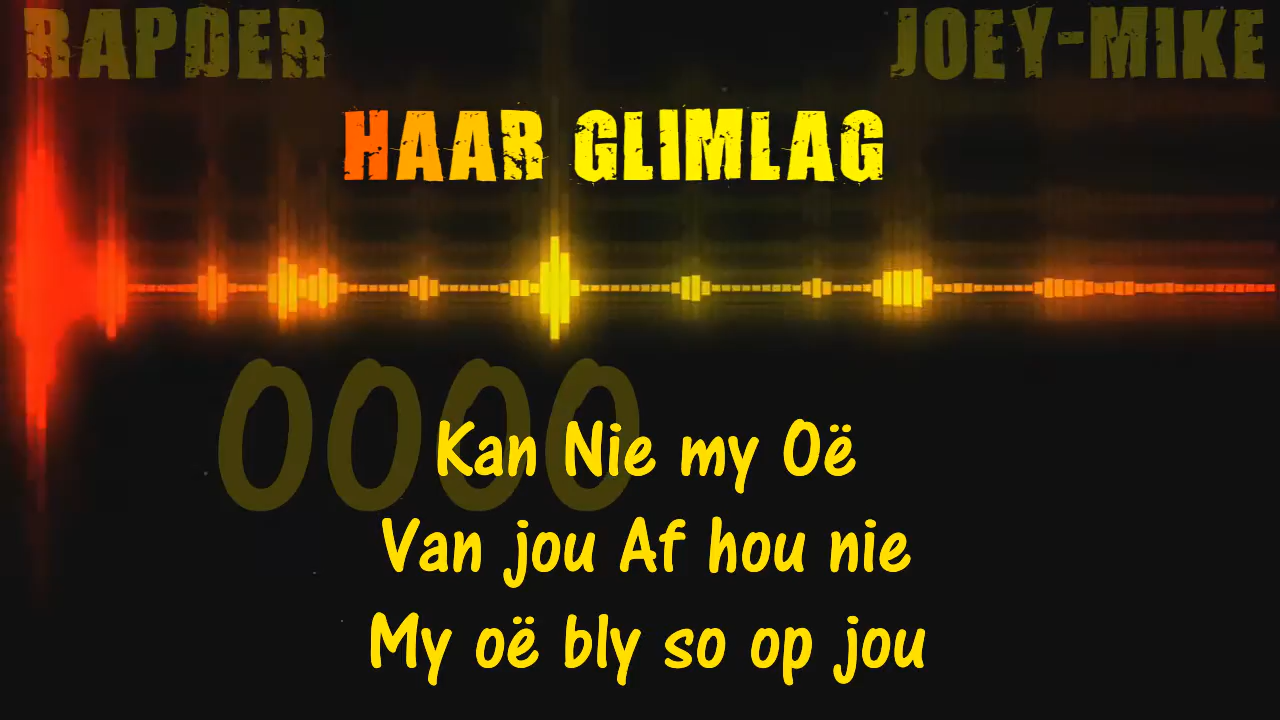 RAPDER JOEY-MIKE
HAAR GLIMLAG
OOOO
Kan Nie my Oë
Van jou Af hou nie
My oë bly so op jou